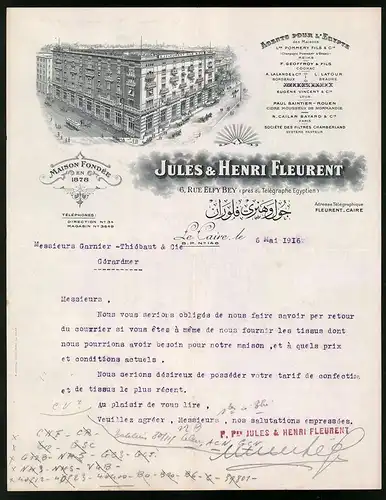 AGENTS POUR L'EGYPTE
des Maisons
Vve POMMERY FILS & Cie
REIMS
F. GEOFFROY & FILS
COGNAC
A. LALANDE & Cie
L. LATOUR
BORDEAUX
BEAUNE
EUGENE VINCENT & Cie
LYON
PAUL SAINTIER - ROUEN
CIDRE MOUSSEUX DE NORMANDIE
R. CAILAR BAYARD & Cie
PARIS
SOCIÉTÉ DES FILTRES CHAMBERLAND
SYSTÈME PASTEUR
MAISON FONDÉE
EN
1878
JULES & HENRI FLEURENT
6, RUE ELFY BEY (près du Télégraphe Egyptien)
جول وهنرى فلوران
TÉLÉPHONES:
DIRECTION No 34
MAGASIN No 3648
Adresse Télégraphique
FLEURENT-CAIRE
Le Caire, le 6 Mai 1916
B.P. No 146
Messieurs Garnier -Thiébaut & Cie
Gérardmer
Messieurs,
Nous vous serions obligés de nous faire savoir par retour
du courrier si vous êtes à même de nous fournir les tissus dont
nous pourrions avoir besoin pour notre maison , et à quels prix
et conditions actuels .
Nous serions désireux de posséder votre tarif de confection
et de tissus le plus récent.
Au plaisir de vous lire ,
Veuillez agréer , Messieurs , nos salutations empressées.
P. Pon JULES & HENRI FLEURENT